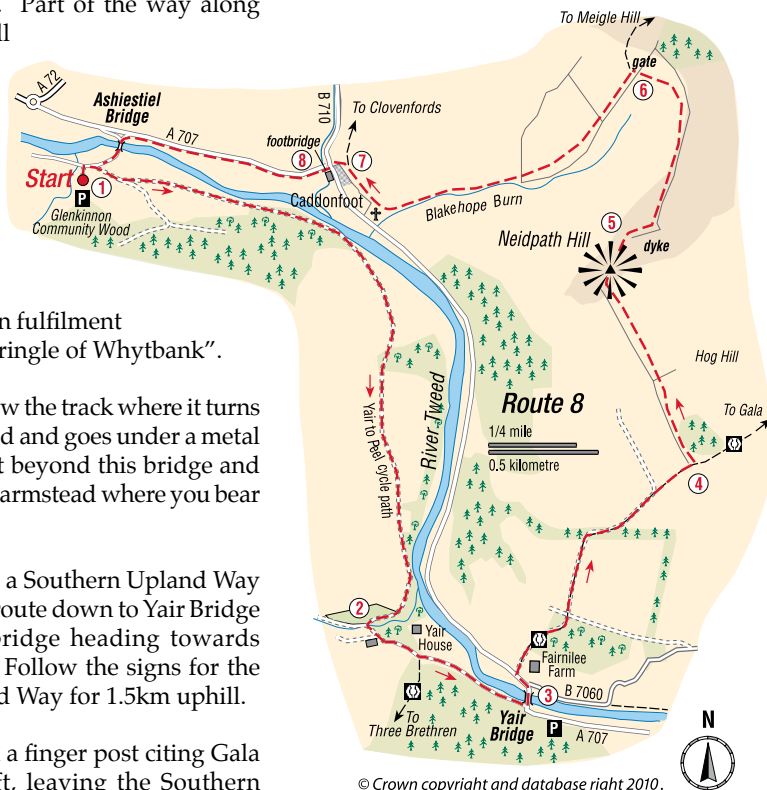 . Part of the way along
ll
n fulfilment
ringle of Whytbank”.
w the track where it turns
d and goes under a metal
t beyond this bridge and
armstead where you bear
a Southern Upland Way
route down to Yair Bridge
bridge heading towards
Follow the signs for the
d Way for 1.5km uphill.
a finger post citing Gala
ft, leaving the Southern
To Meigle Hill
gate
6
A 72
Ashiestiel
Bridge
A 707
B 710
To Clovenfords
footbridge
8
7
Start
1
P
Glenkinnon
Community Wood
Caddonfoot
Blakehope Burn
5
Neidpath Hill
dyke
Hog Hill
To Gala
4
Route 8
1/4 mile
0.5 kilometre
River Tweed
Yair to Peel cycle path
2
Yair
House
Fairnilee
Farm
3
B 7060
To
Three Brethren
Yair
Bridge
P
A 707
N
© Crown copyright and database right 2010.